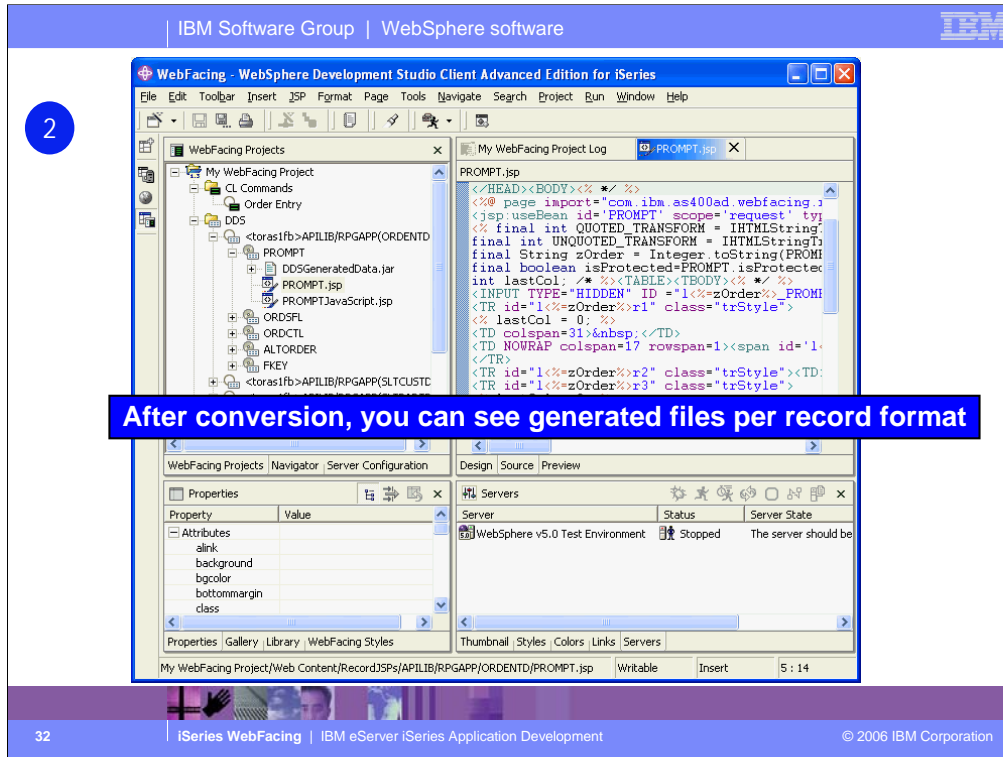 IBM Software Group | WebSphere software
IBM
2
WebFacing - WebSphere Development Studio Client Advanced Edition for iSeries
File Edit Toolbar Insert JSP Format Page Tools Navigate Search Project Run Window Help
WebFacing Projects
My WebFacing Project
CL Commands
Order Entry
DDS
<toras1fb>APILIB/RPGAPP(ORDENTD
PROMPT
DDSGeneratedData.jar
PROMPT.jsp
PROMPTJavaScript.jsp
ORDSFL
ORDCTL
ALTORDER
FKEY
<toras1fb>APILIB/RPGAPP(SLTCUSTD
WebFacing Projects Navigator Server Configuration
My WebFacing Project Log PROMPT.jsp
PROMPT.jsp
</HEAD><BODY><% */ %>
<%@ page import="com.ibm.as400ad.webfacing.
<jsp:useBean id='PROMPT' scope='request' typ
<% final int QUOTED_TRANSFORM = IHTMLString
final int UNQUOTED_TRANSFORM = IHTMLStringTr
final String zOrder = Integer.toString(PROM
final boolean isProtected=PROMPT.isProtected
int lastCol; /* %><TABLE><TBODY><% */ %>
<INPUT TYPE="HIDDEN" ID ="l<%=zOrder%>_PROM
<TR id="l<%=zOrder%>r1" class="trStyle">
<% lastCol = 0; %>
<TD colspan=31>&nbsp;</TD>
<TD NOWRAP colspan=17 rowspan=1><span id='l
</TR>
<TR id="l<%=zOrder%>r2" class="trStyle"><TD
<TR id="l<%=zOrder%>r3" class="trStyle">
Design Source Preview
After conversion, you can see generated files per record format
Properties
Property Value
Attributes
alink
background
bgcolor
bottommargin
class
Properties Gallery Library WebFacing Styles
Servers
Server Status Server State
WebSphere v5.0 Test Environment Stopped The server should be
Thumbnail Styles Colors Links Servers
My WebFacing Project/Web Content/RecordJSPs/APILIB/RPGAPP/ORDENTD/PROMPT.jsp Writable Insert 5 : 14
32 iSeries WebFacing | IBM eServer iSeries Application Development © 2006 IBM Corporation